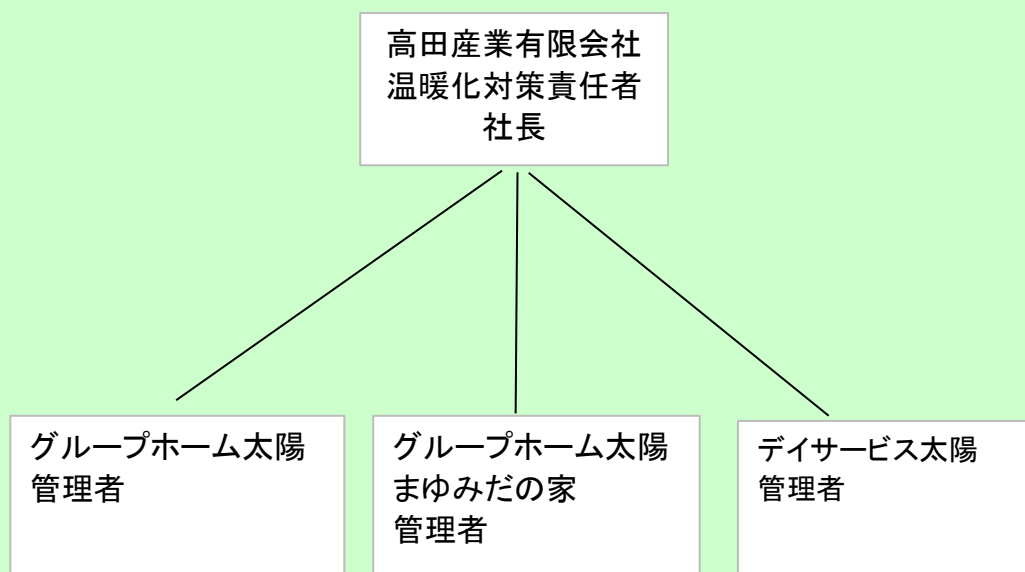 高田産業有限会社
温暖化対策責任者
社長
グループホーム太陽
管理者
グループホーム太陽
まゆみだの家
管理者
デイサービス太陽
管理者